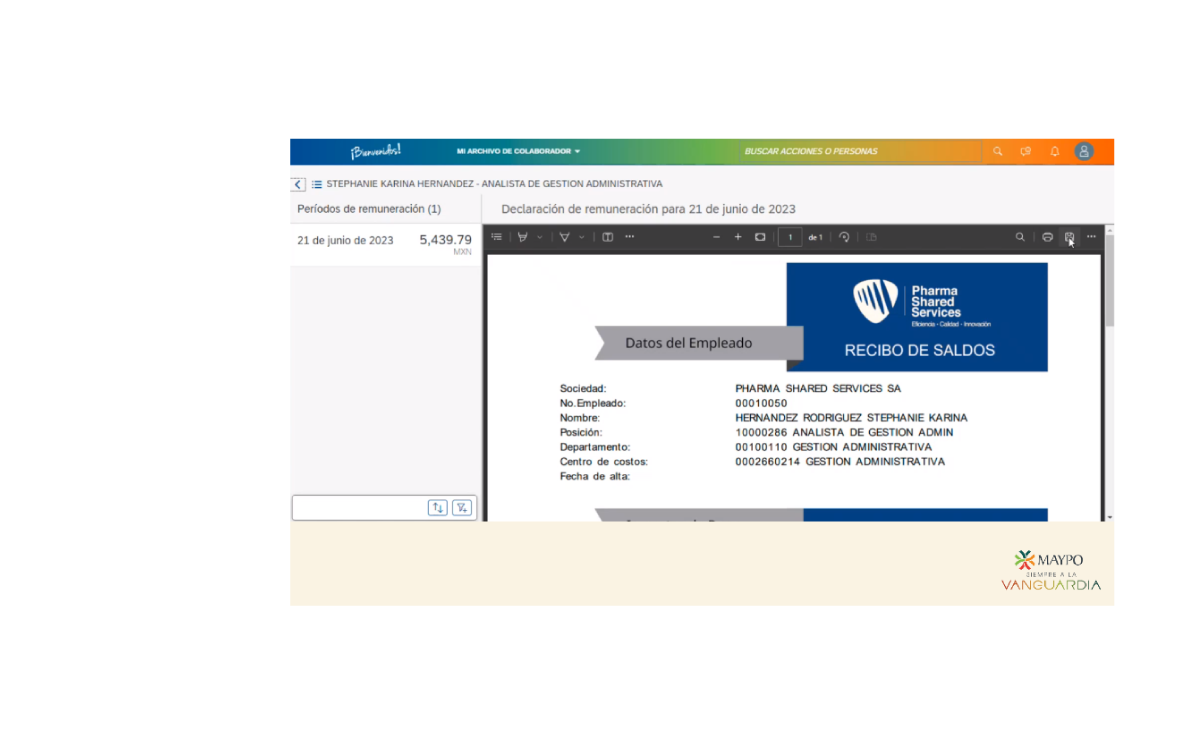 ¡Bienvenidos!
MI ARCHIVO DE COLABORADOR
BUSCAR ACCIONES O PERSONAS
STEPHANIE KARINA HERNANDEZ - ANALISTA DE GESTION ADMINISTRATIVA
Períodos de remuneración (1)
Declaración de remuneración para 21 de junio de 2023
21 de junio de 2023 5,439.79
MXN
1 de 1
Pharma
Shared
Services
Eficiencia - Calidad - Innovación
Datos del Empleado
RECIBO DE SALDOS
Sociedad: PHARMA SHARED SERVICES SA
No.Empleado: 00010050
Nombre: HERNANDEZ RODRIGUEZ STEPHANIE KARINA
Posición: 10000286 ANALISTA DE GESTION ADMIN
Departamento: 00100110 GESTION ADMINISTRATIVA
Centro de costos: 0002660214 GESTION ADMINISTRATIVA
Fecha de alta:
MAYPO
SIEMPRE A LA
VANGUARDIA